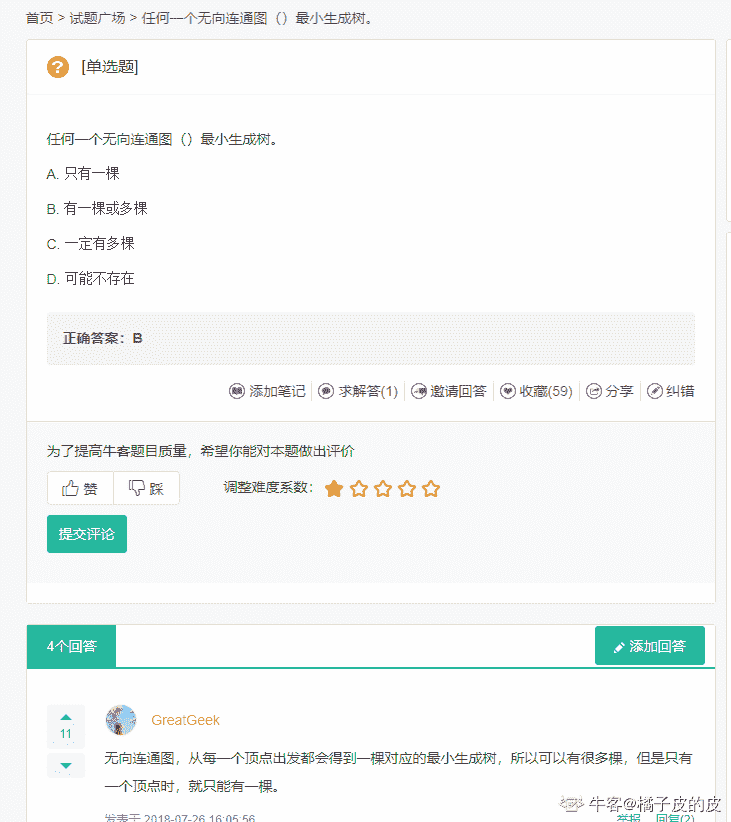 首页 > 试题广场 > 任何一个无向连通图（）最小生成树。
? [单选题]
任何一个无向连通图（）最小生成树。
A. 只有一棵
B. 有一棵或多棵
C. 一定有多棵
D. 可能不存在
正确答案：B
添加笔记 求解答(1) 邀请回答 收藏(59) 分享 纠错
为了提高牛客题目质量，希望你能对本题做出评价
赞 踩 调整难度系数：
提交评论
4个回答 添加回答
11
GreatGeek
无向连通图，从每一个顶点出发都会得到一棵对应的最小生成树，所以可以有很多棵，但是只有
一个顶点时，就只能有一棵。
发表于 2018-07-26 16:05:56 举报 回复(2)
牛客@橘子皮的皮